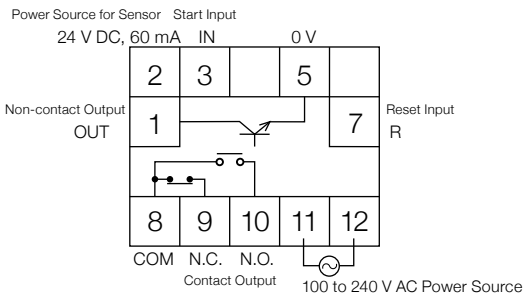 Power Source for Sensor Start Input
24 V DC, 60 mA IN 0 V
2 3 5
Non-contact Output Reset Input
OUT 1 7 R
8 9 10 11 12
COM N.C. N.O.
Contact Output 100 to 240 V AC Power Source